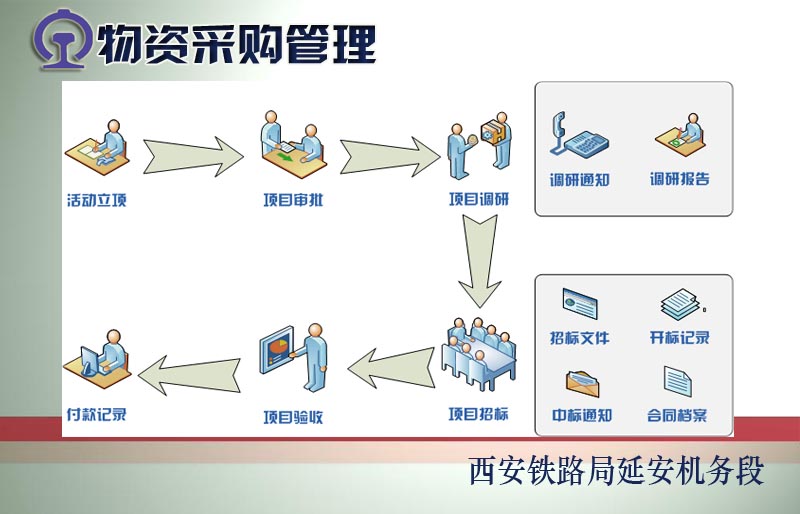 物资采购管理
活动立项
项目审批
项目调研
调研通知
调研报告
招标文件
开标记录
付款记录
项目验收
项目招标
中标通知
合同档案
西安铁路局延安机务段